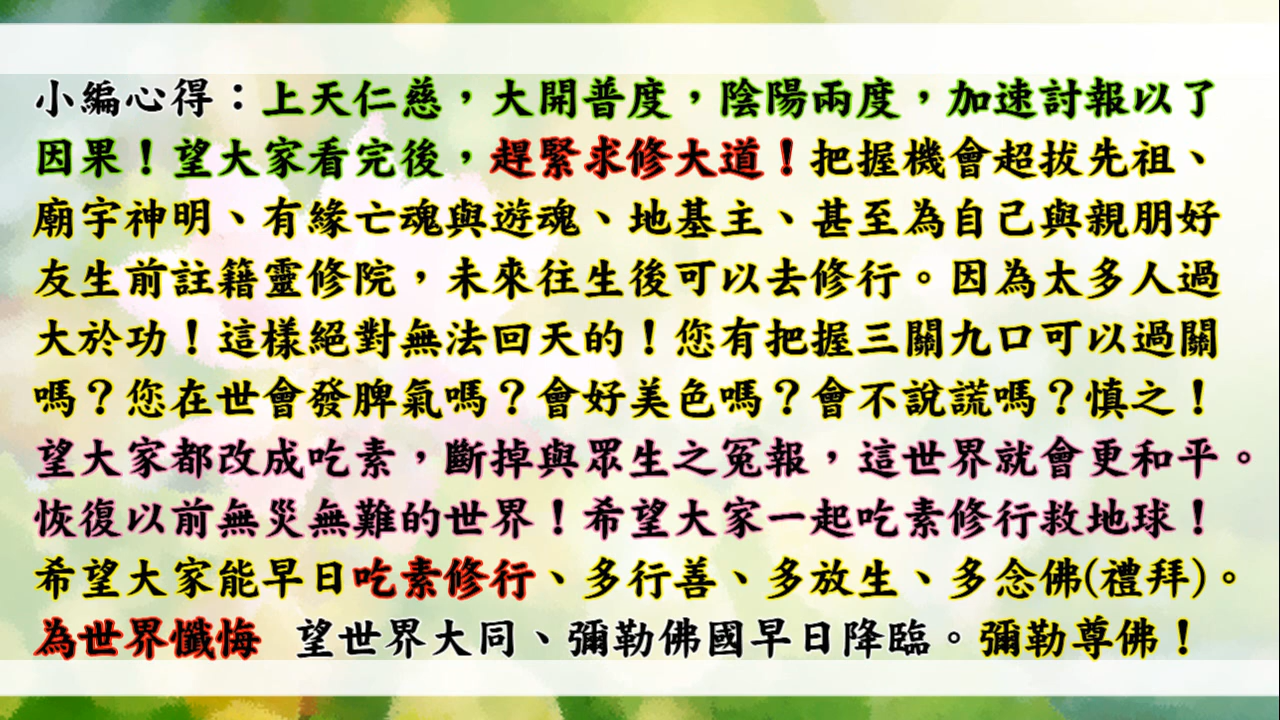 小編心得：上天仁慈，大開普度，陰陽兩度，加速討報以了
因果！望大家看完後，趕緊求修大道！把握機會超拔先祖、
廟宇神明、有緣亡魂與遊魂、地基主、甚至為自己與親朋好
友生前註籍靈修院，未來往生後可以去修行。因為太多人過
大於功！這樣絕對無法回天的！您有把握三關九口可以過關
嗎？您在世會發脾氣嗎？會好美色嗎？會不說謊嗎？慎之！
望大家都改成吃素，斷掉與眾生之冤報，這世界就會更和平。
恢復以前無災無難的世界！希望大家一起吃素修行救地球！
希望大家能早日吃素修行、多行善、多放生、多念佛(禮拜)。
為世界懺悔 望世界大同、彌勒佛國早日降臨。彌勒尊佛！